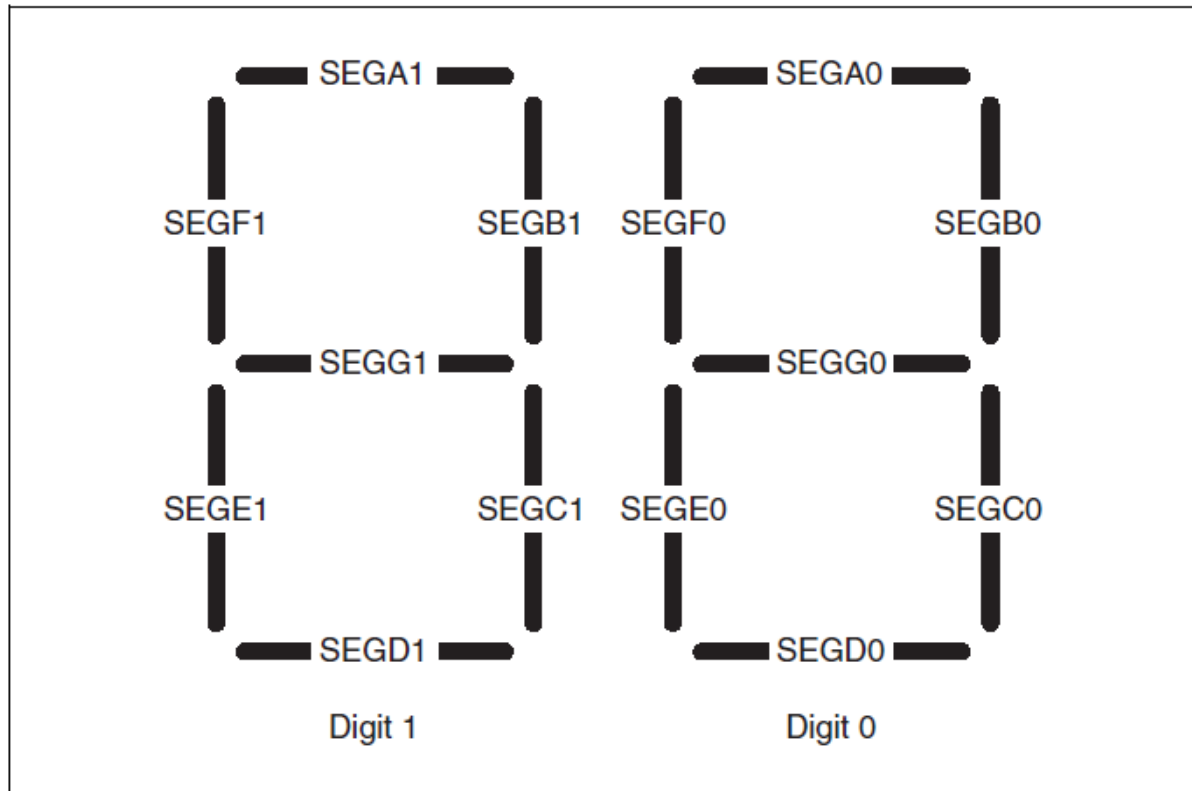 SEGA1 SEGA0
SEGF1 SEGB1 SEGF0 SEGB0
SEGG1 SEGG0
SEGE1 SEGC1 SEGE0 SEGC0
SEGD1 SEGD0
Digit 1 Digit 0